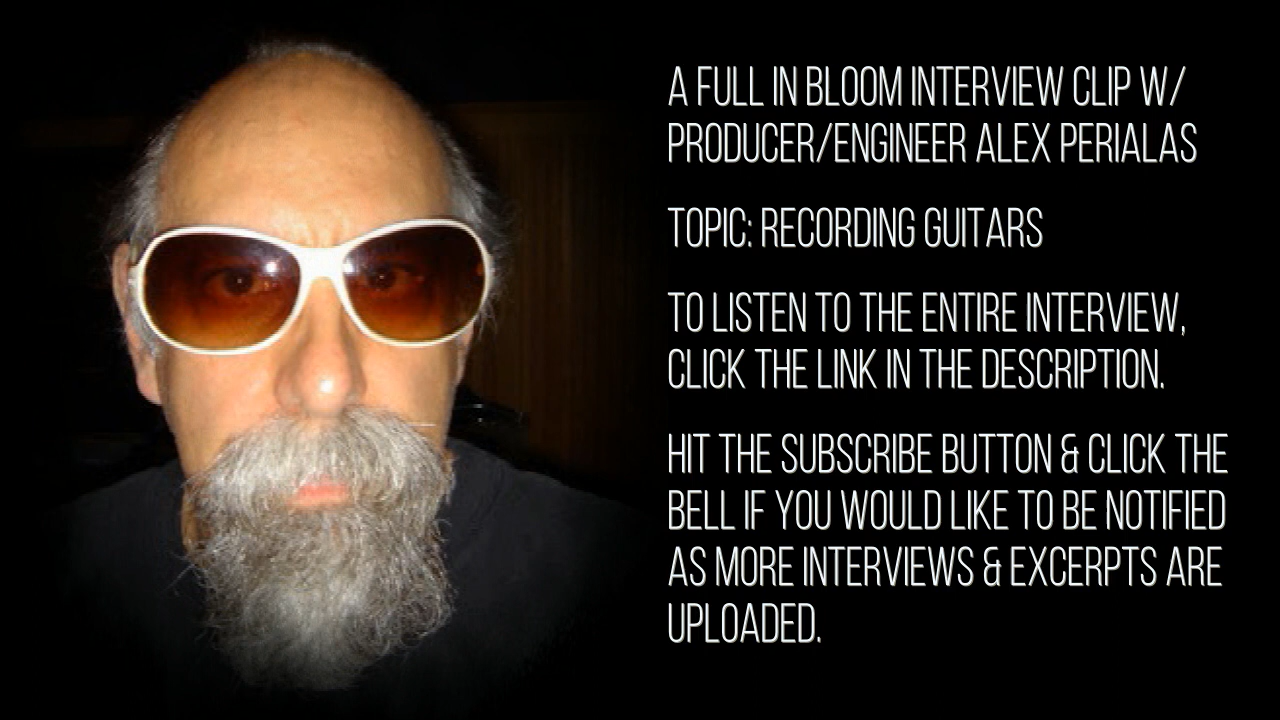 A FULL IN BLOOM INTERVIEW CLIP W/
PRODUCER/ENGINEER ALEX PERIALAS
TOPIC: RECORDING GUITARS
TO LISTEN TO THE ENTIRE INTERVIEW,
CLICK THE LINK IN THE DESCRIPTION.
HIT THE SUBSCRIBE BUTTON & CLICK THE
BELL IF YOU WOULD LIKE TO BE NOTIFIED
AS MORE INTERVIEWS & EXCERPTS ARE
UPLOADED.